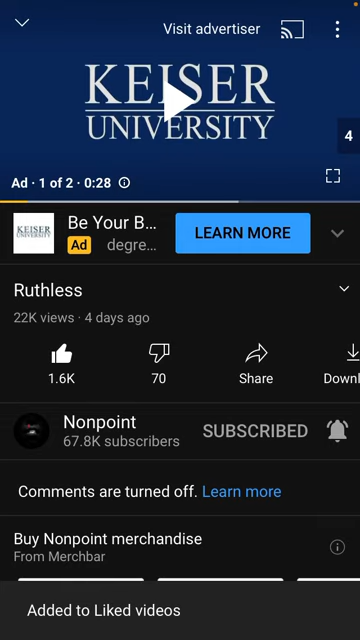 Visit advertiser
KEISER
UNIVERSITY
4
Ad · 1 of 2 · 0:28
KEISER
UNIVERSITY
Be Your B...
Ad degre...
LEARN MORE
Ruthless
22K views · 4 days ago
1.6K
70
Share
Downl
Nonpoint
67.8K subscribers
SUBSCRIBED
Comments are turned off. Learn more
Buy Nonpoint merchandise
From Merchbar
Added to Liked videos